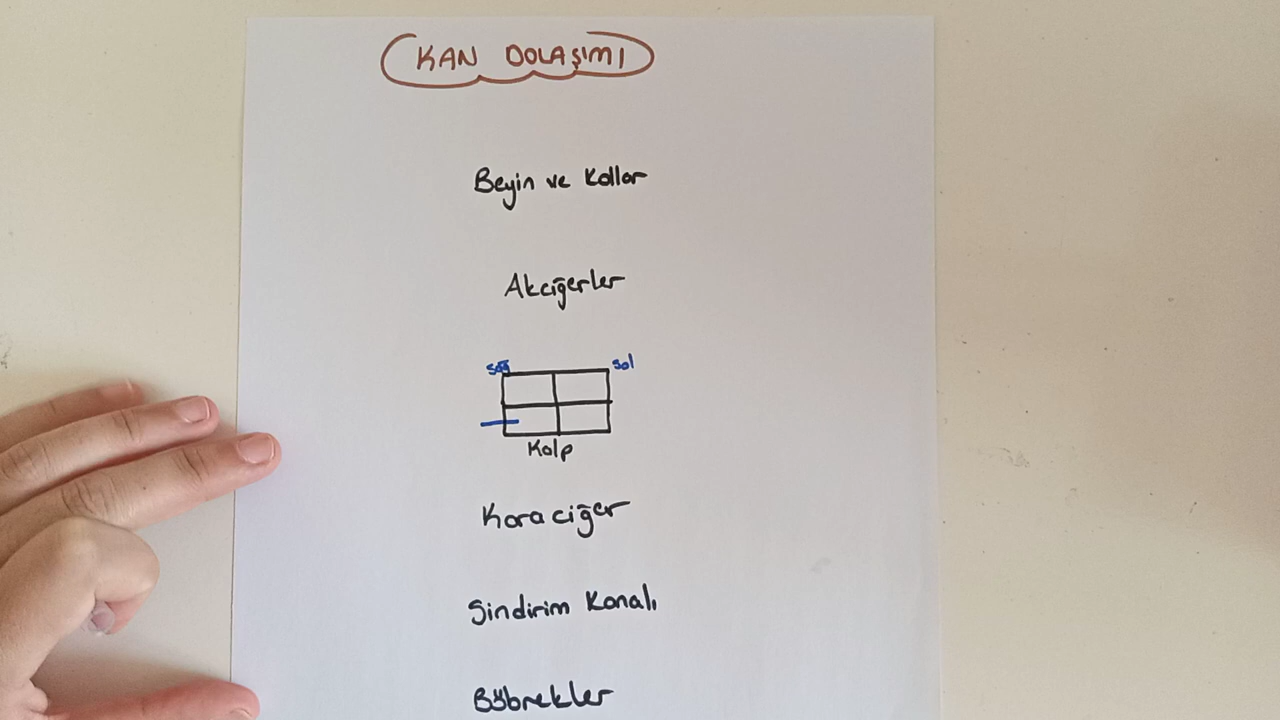 KAN DOLAŞIMI
Beyin ve Kollar
Akciğerler
Sağ Sol
Kalp
Karaciğer
Sindirim Kanalı
Böbrekler